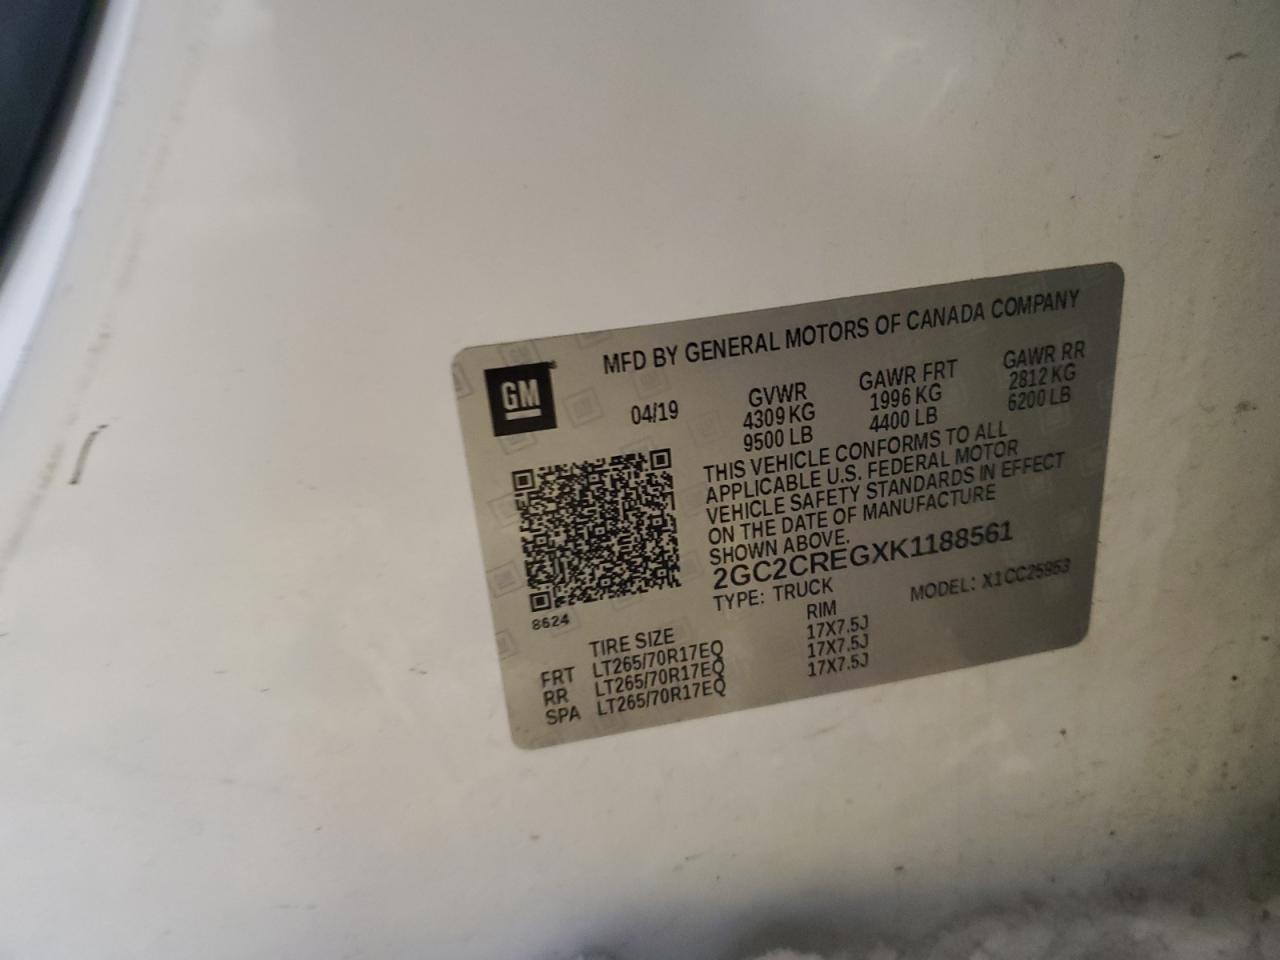 MFD BY GENERAL MOTORS OF CANADA COMPANY
GM
04/19
GVWR GAWR FRT GAWR RR
4309 KG 1996 KG 2812 KG
9500 LB 4400 LB 6200 LB
THIS VEHICLE CONFORMS TO ALL
APPLICABLE U.S. FEDERAL MOTOR
VEHICLE SAFETY STANDARDS IN EFFECT
ON THE DATE OF MANUFACTURE
SHOWN ABOVE.
2GC2CREGXK1188561
TYPE: TRUCK MODEL: X1CC25953
8624
TIRE SIZE RIM
FRT LT265/70R17EQ 17X7.5J
RR LT265/70R17EQ 17X7.5J
SPA LT265/70R17EQ 17X7.5J